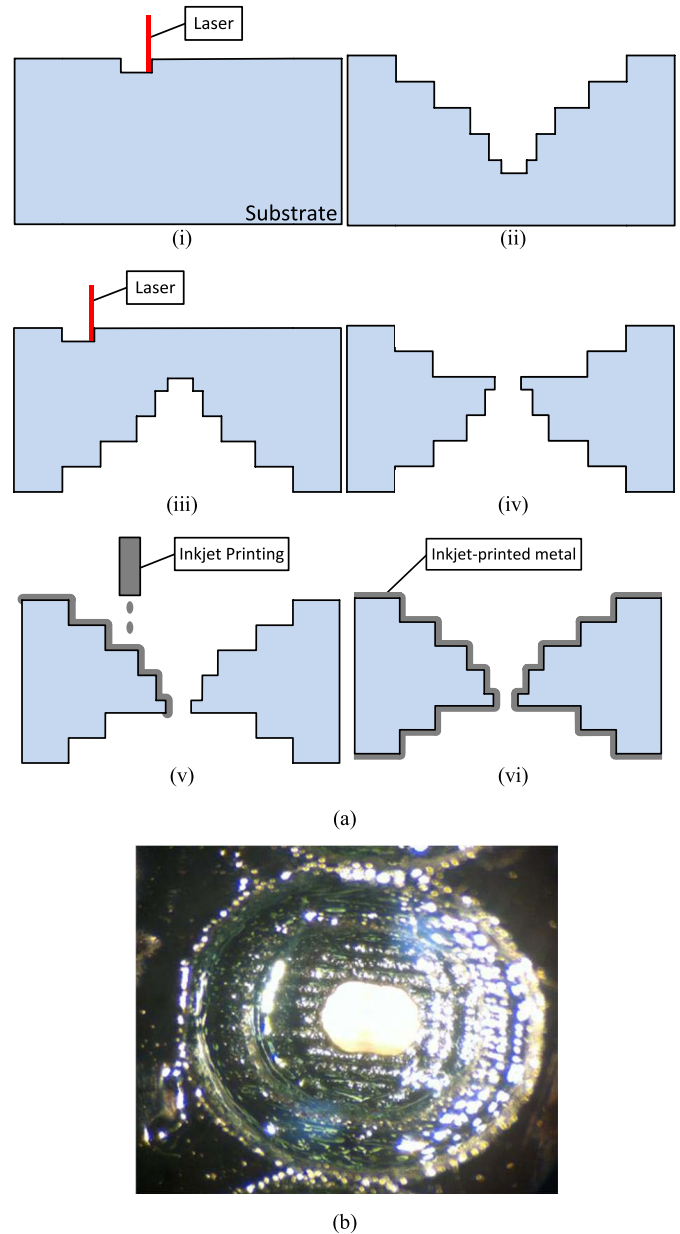 Laser
Substrate
(i)
(ii)
Laser
(iii)
(iv)
Inkjet Printing
Inkjet-printed metal
(v)
(vi)
(a)
(b)